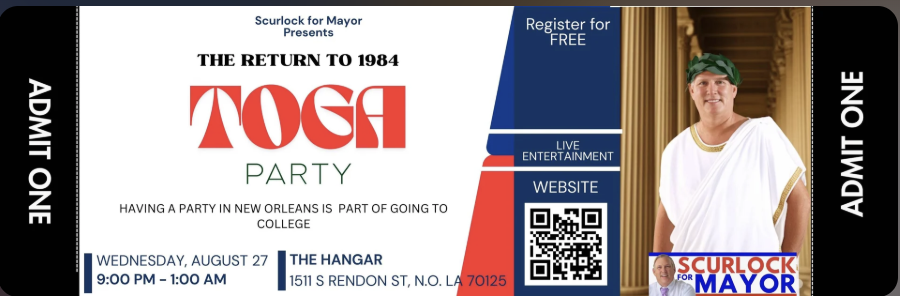 ADMIT ONE
Scurlock for Mayor
Presents
THE RETURN TO 1984
TOGA
PARTY
HAVING A PARTY IN NEW ORLEANS IS PART OF GOING TO
COLLEGE
WEDNESDAY, AUGUST 27
9:00 PM - 1:00 AM
THE HANGAR
1511 S RENDON ST, N.O. LA 70125
Register for
FREE
LIVE
ENTERTAINMENT
WEBSITE
SCURLOCK
FOR MAYOR
ADMIT ONE